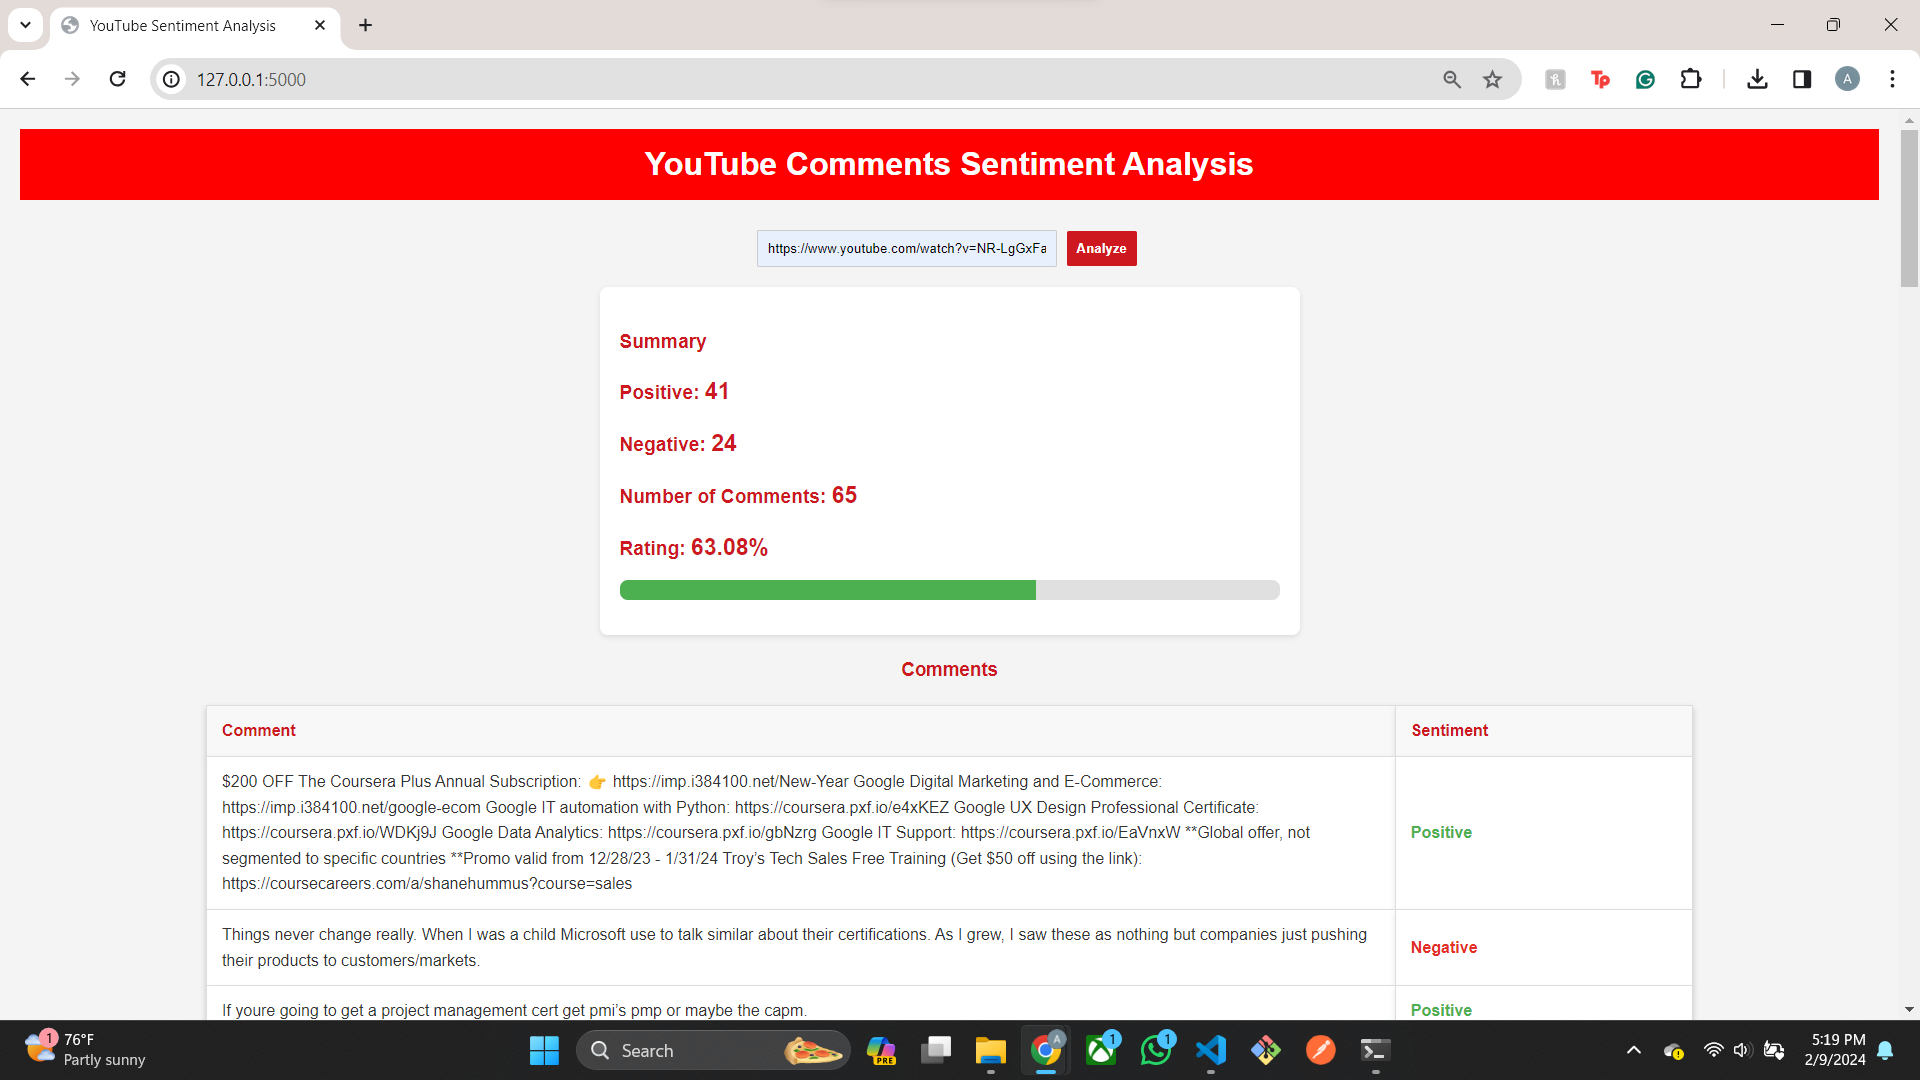 YouTube Sentiment Analysis
127.0.0.1:5000
A
YouTube Comments Sentiment Analysis
https://www.youtube.com/watch?v=NR-LgGxFa
Analyze
Summary
Positive: 41
Negative: 24
Number of Comments: 65
Rating: 63.08%
Comments
Comment
Sentiment
$200 OFF The Coursera Plus Annual Subscription: 👉 https://imp.i384100.net/New-Year Google Digital Marketing and E-Commerce:
https://imp.i384100.net/google-ecom Google IT automation with Python: https://coursera.pxf.io/e4xKEZ Google UX Design Professional Certificate:
https://coursera.pxf.io/WDKj9J Google Data Analytics: https://coursera.pxf.io/gbNzrg Google IT Support: https://coursera.pxf.io/EaVnxW **Global offer, not
segmented to specific countries **Promo valid from 12/28/23 - 1/31/24 Troy’s Tech Sales Free Training (Get $50 off using the link):
https://coursecareers.com/a/shanehummus?course=sales
Positive
Things never change really. When I was a child Microsoft use to talk similar about their certifications. As I grew, I saw these as nothing but companies just pushing
their products to customers/markets.
Negative
If youre going to get a project management cert get pmi’s pmp or maybe the capm.
Positive
1
76°F
Partly sunny
Search
PRE
A
1
1
5:19 PM
2/9/2024